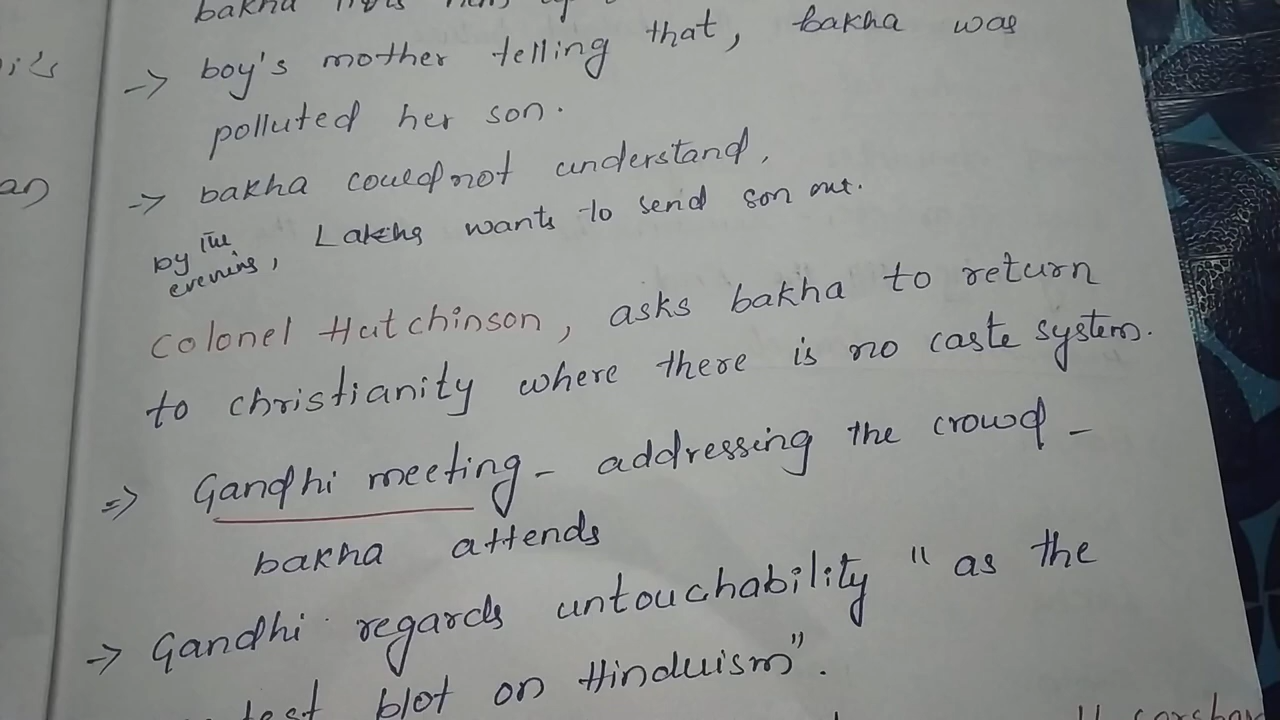 bakha
boy's mother telling that, bakha was
-> polluted her son.
-> bakha could not understand,
by the evening, Lakha wants to send son out.
Colonel Hutchinson, asks bakha to return
to christianity where there is no caste system.
=> Gandhi meeting - addressing the crowd -
bakha attends
-> Gandhi regards untouchability "as the
blot on Hinduism".